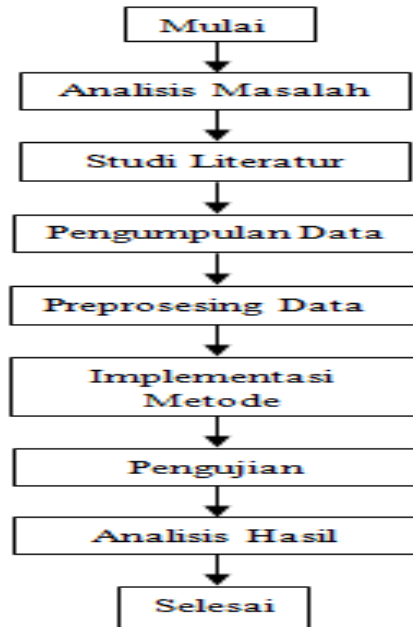 Mulai
Analisis Masalah
Studi Literatur
Pengumpulan Data
Preprosesing Data
Implementasi
Metode
Pengujian
Analisis Hasil
Selesai